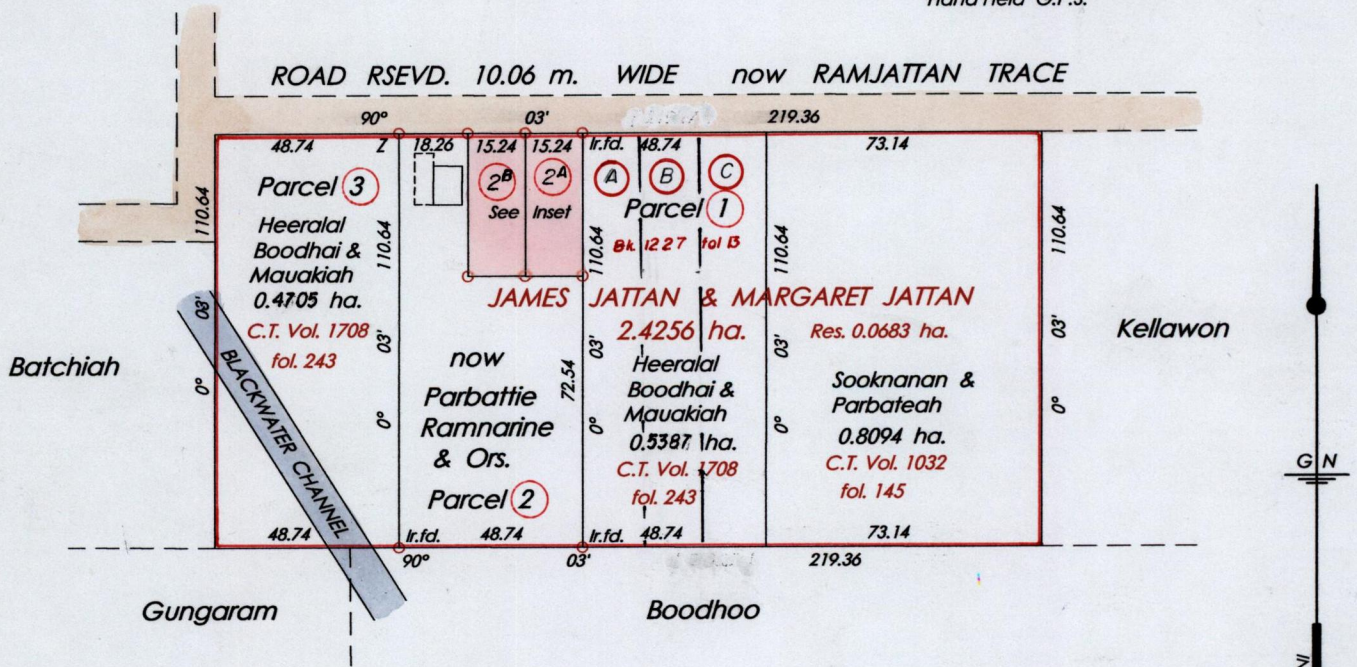 Hand Held G.P.S.
ROAD RSEVD. 10.06 m. WIDE now RAMJATTAN TRACE
90° 03' 219.36
48.74 Z 18.26 15.24 15.24 Ir.fd. 48.74 73.14
Parcel 3
Heeralal
Boodhai &
Mauakiah
0.4705 ha.
C.T. Vol. 1708
fol. 243
110.64
03'
0°
110.64
03'
0°
2B
2A
See Inset
A
B
C
Parcel 1
Bk. 1227 fol 13
110.64
03'
0°
110.64
03'
0°
110.64
03'
0°
JAMES JATTAN & MARGARET JATTAN
2.4256 ha.
Res. 0.0683 ha.
now
Parbattie
Ramnarine
& Ors.
Parcel 2
72.54
Heeralal
Boodhai &
Mauakiah
0.5387 ha.
C.T. Vol. 1708
fol. 243
Sooknanan &
Parbateah
0.8094 ha.
C.T. Vol. 1032
fol. 145
Batchiah
Kellawon
BLACKWATER CHANNEL
G N
48.74 Ir.fd. 48.74 Ir.fd. 48.74 73.14
90° 03' 219.36
Gungaram
Boodhoo